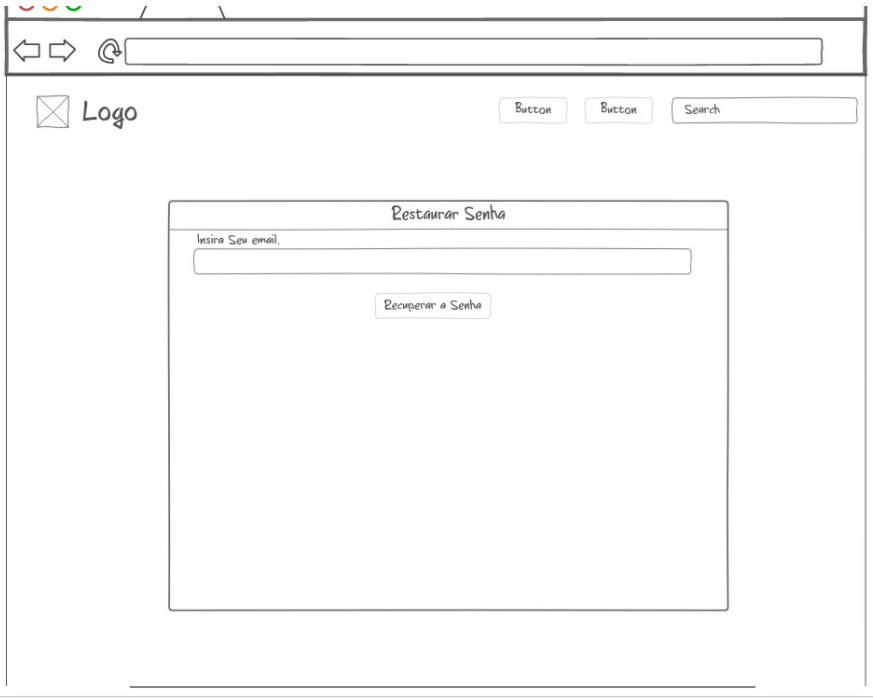 Logo
Button
Button
Search
Restaurar Senha
Insira Seu email.
Recuperar a Senha